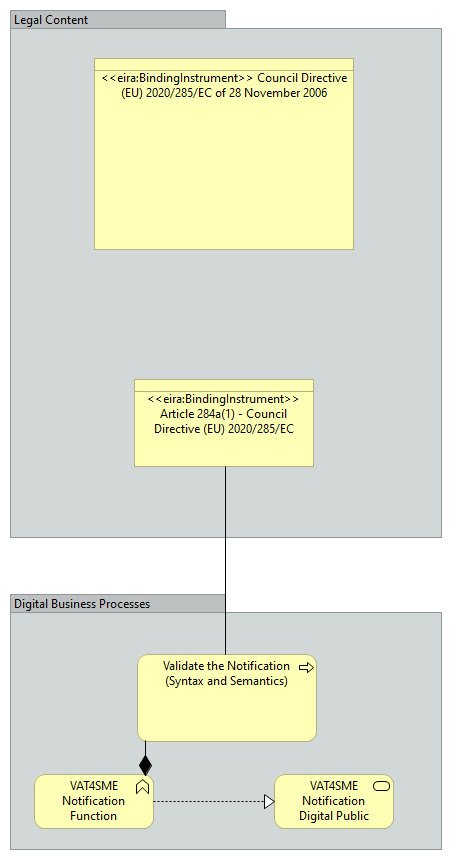 Legal Content
<<eira:BindingInstrument>> Council Directive
(EU) 2020/285/EC of 28 November 2006
<<eira:BindingInstrument>>
Article 284a(1) - Council
Directive (EU) 2020/285/EC
Digital Business Processes
Validate the Notification
(Syntax and Semantics)
VAT4SME
Notification
Function
VAT4SME
Notification
Digital Public